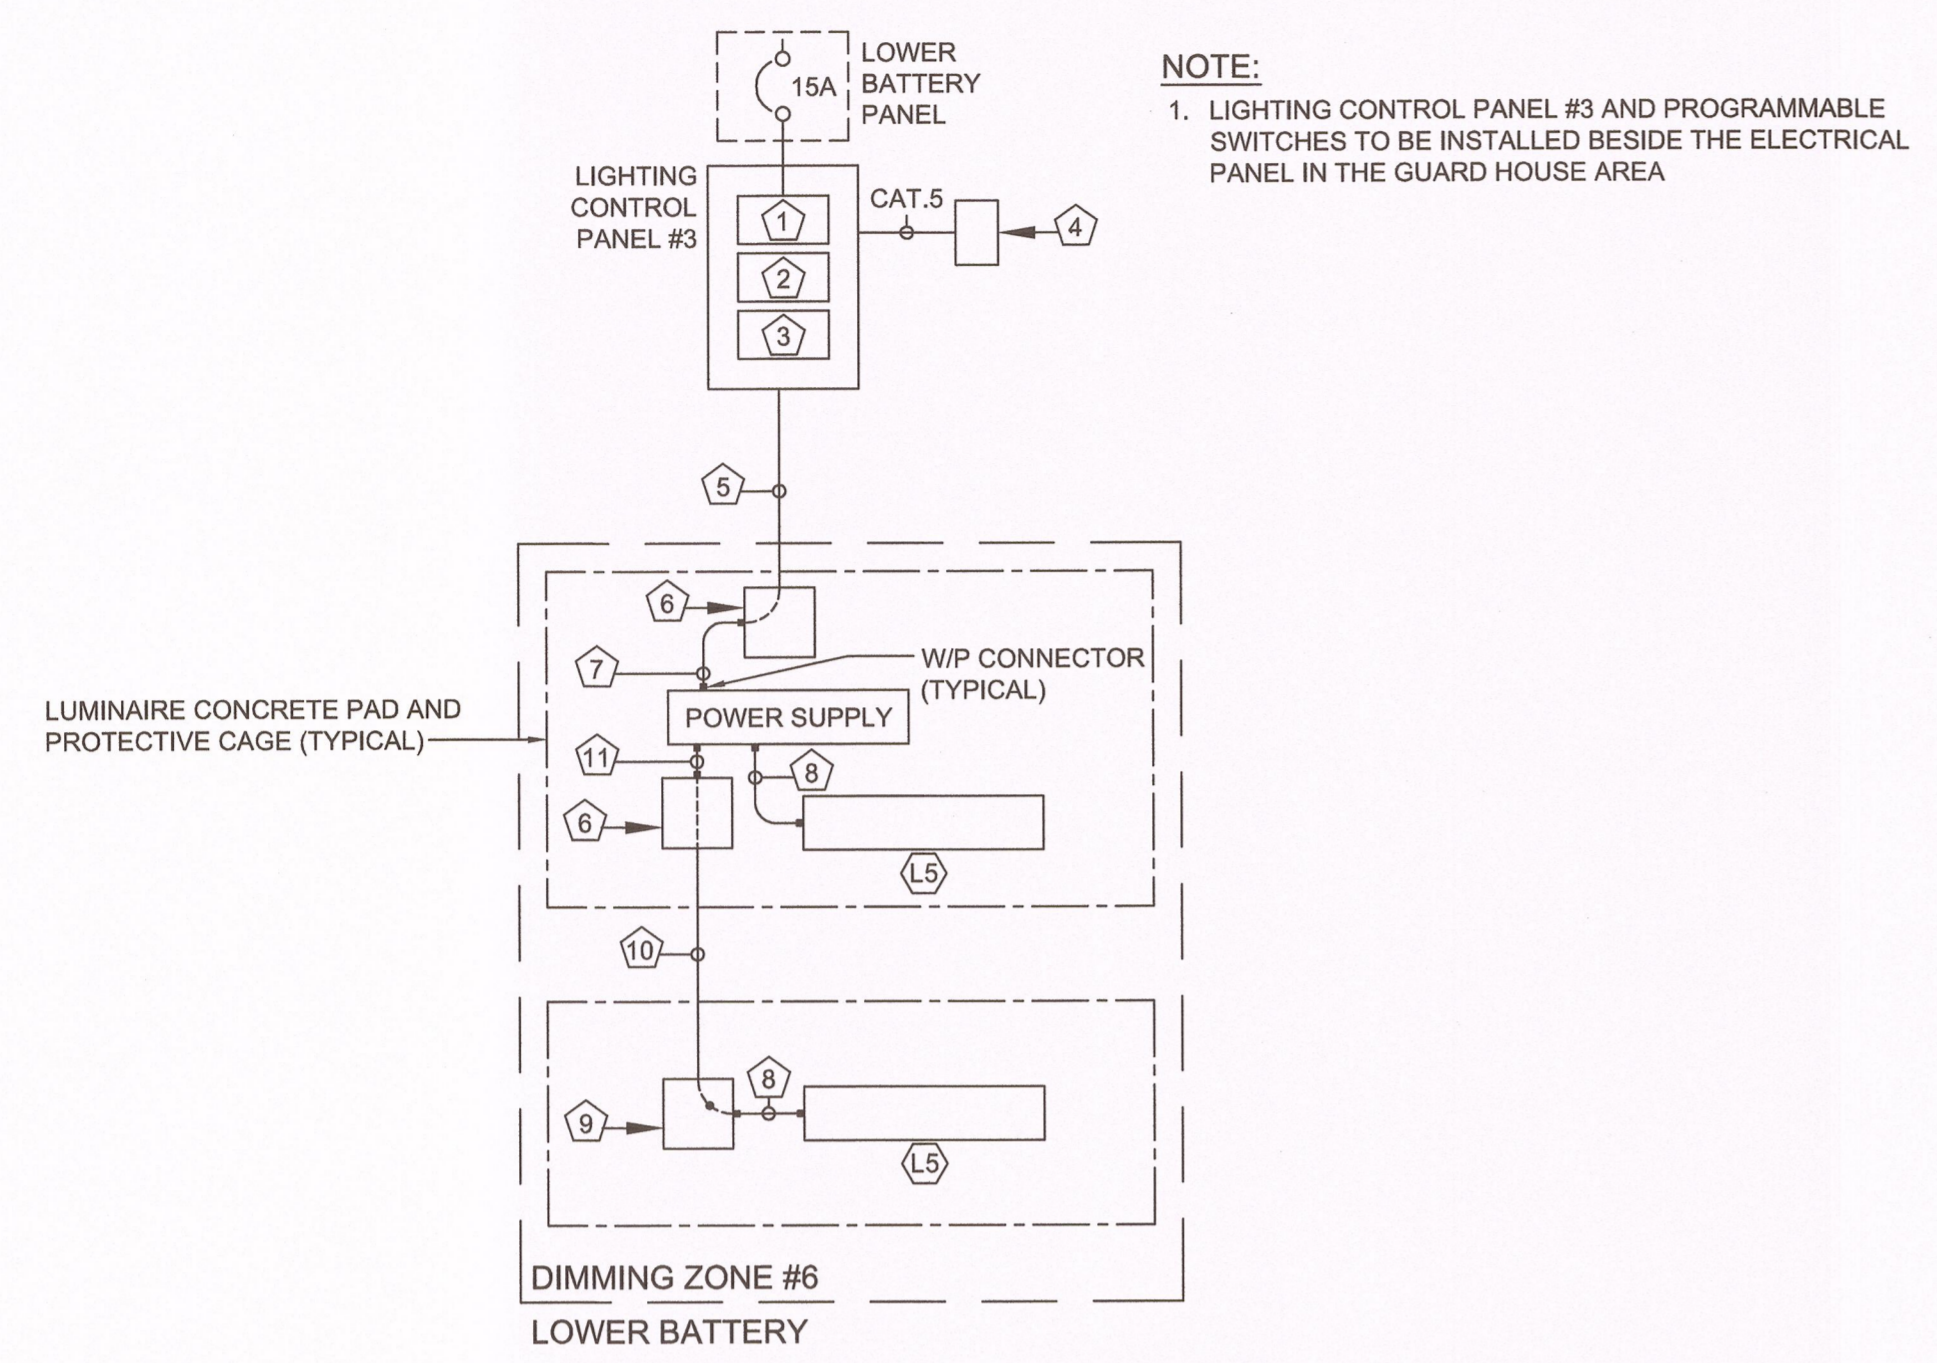 LOWER
BATTERY
PANEL
15A
NOTE:
1. LIGHTING CONTROL PANEL #3 AND PROGRAMMABLE
SWITCHES TO BE INSTALLED BESIDE THE ELECTRICAL
PANEL IN THE GUARD HOUSE AREA
LIGHTING
CONTROL
PANEL #3
1
2
3
CAT.5
4
5
6
7
W/P CONNECTOR
(TYPICAL)
POWER SUPPLY
LUMINAIRE CONCRETE PAD AND
PROTECTIVE CAGE (TYPICAL)
11
8
6
L5
10
8
9
L5
DIMMING ZONE #6
LOWER BATTERY